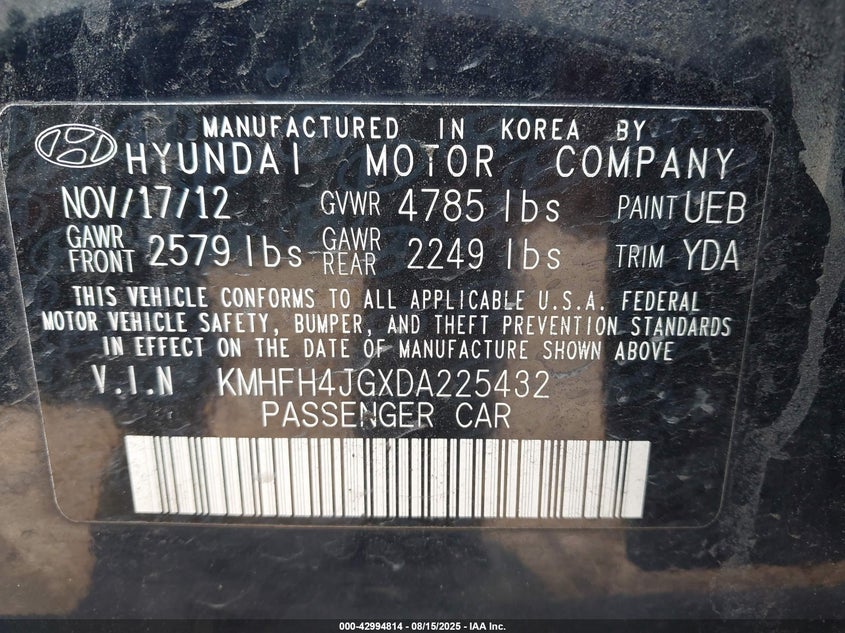 MANUFACTURED IN KOREA BY
HYUNDAI MOTOR COMPANY
NOV/17/12 GVWR 4785 lbs PAINT UEB
GAWR FRONT 2579 lbs GAWR REAR 2249 lbs TRIM YDA
THIS VEHICLE CONFORMS TO ALL APPLICABLE U.S.A. FEDERAL
MOTOR VEHICLE SAFETY, BUMPER, AND THEFT PREVENTION STANDARDS
IN EFFECT ON THE DATE OF MANUFACTURE SHOWN ABOVE
V.I.N KMHFH4JGXDA225432
PASSENGER CAR
000-42994814 - 08/15/2025 - IAA Inc.